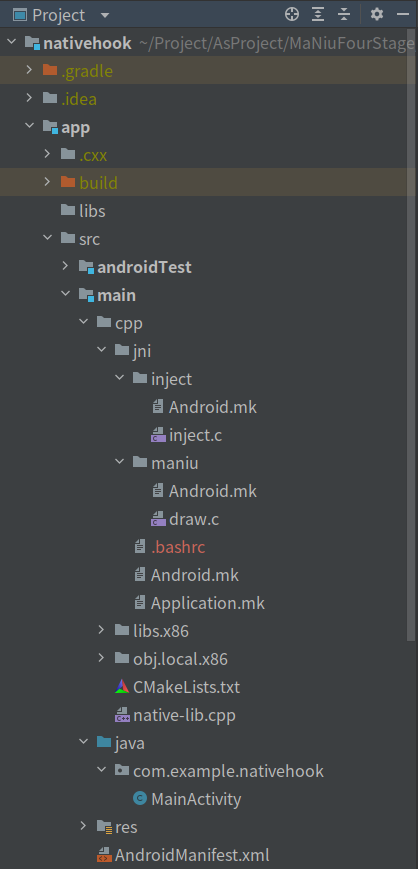 Project
nativehook ~/Project/AsProject/MaNiuFourStage
.gradle
.idea
app
.cxx
build
libs
src
androidTest
main
cpp
jni
inject
Android.mk
inject.c
maniu
Android.mk
draw.c
.bashrc
Android.mk
Application.mk
libs.x86
obj.local.x86
CMakeLists.txt
native-lib.cpp
java
com.example.nativehook
MainActivity
res
AndroidManifest.xml